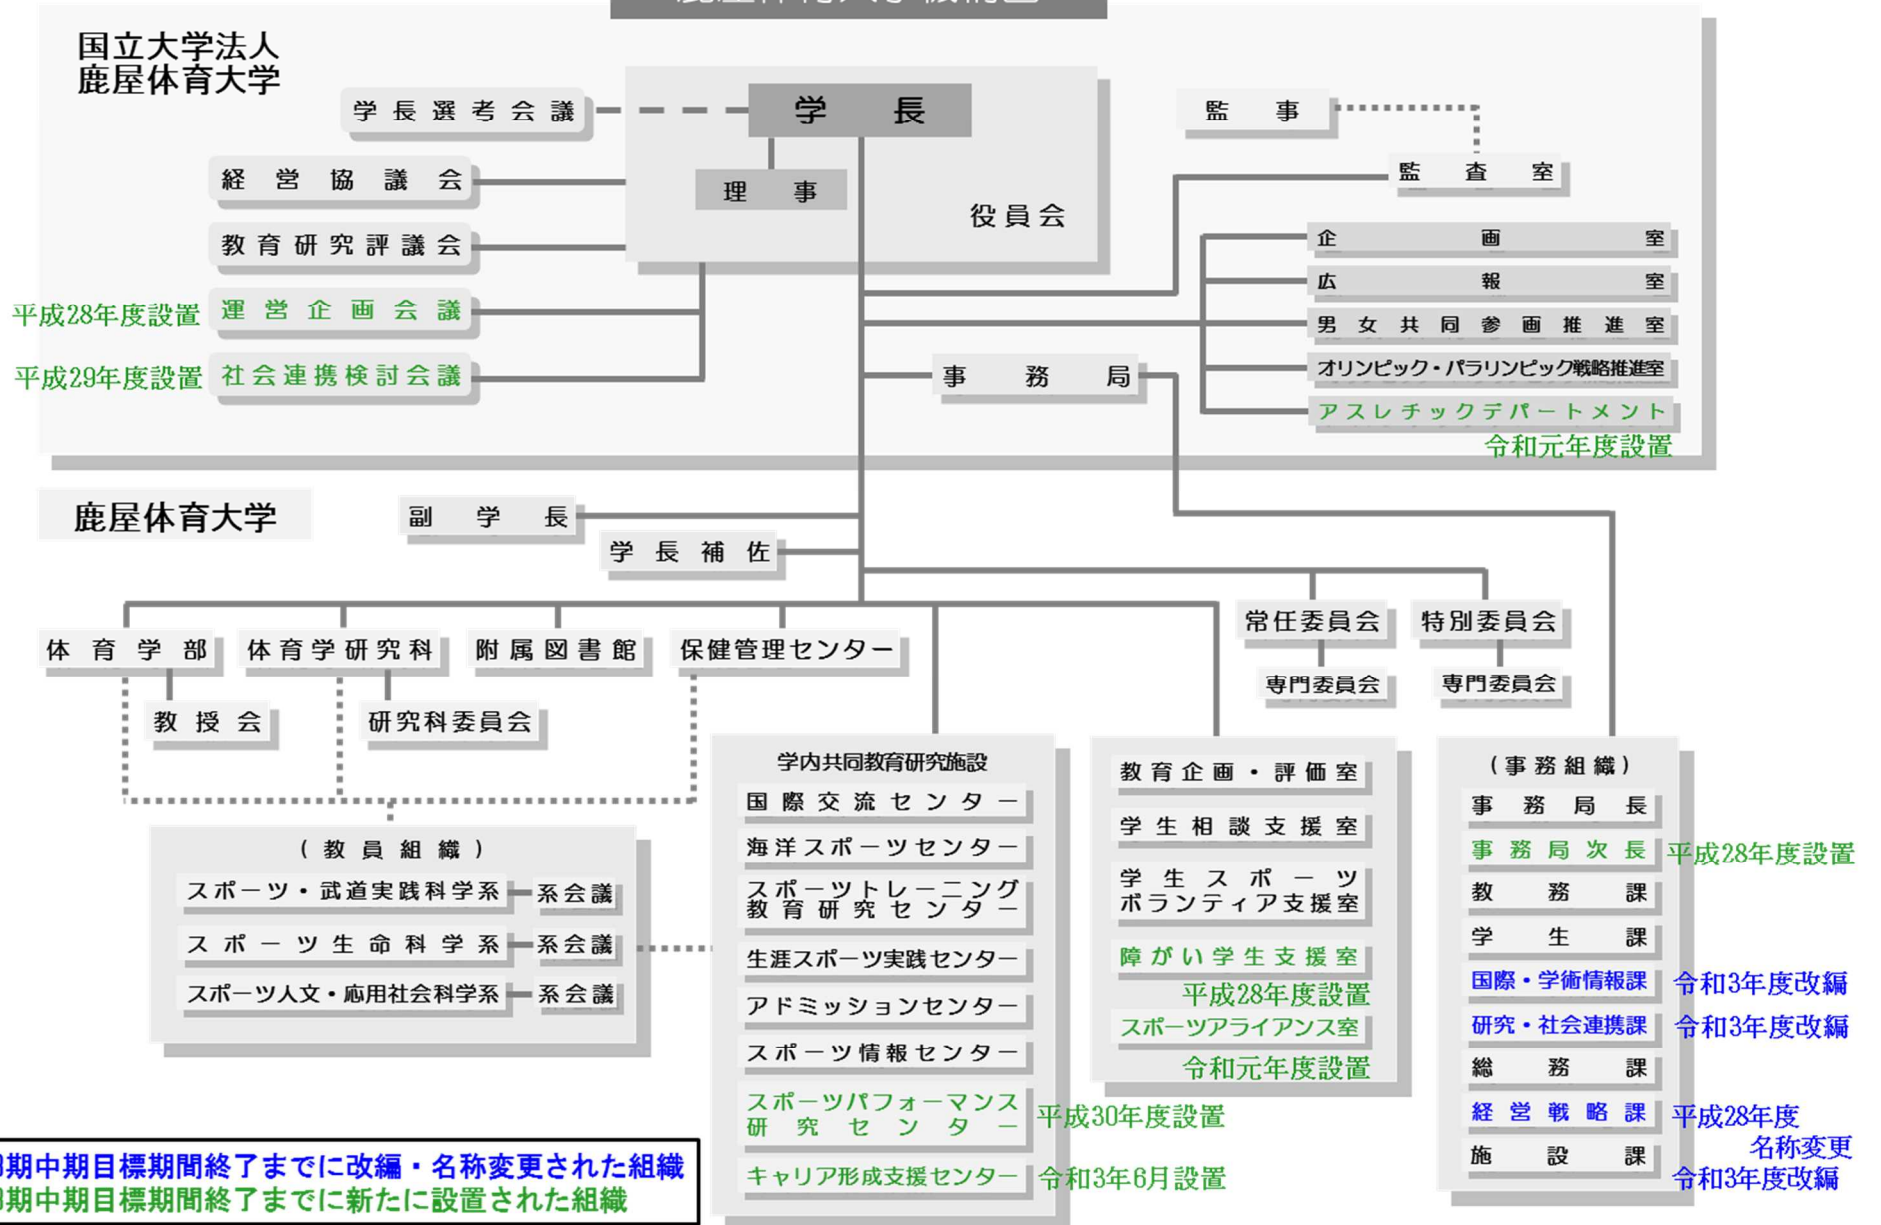 鹿屋体育大学機構図
国立大学法人
鹿屋体育大学
学長選考会議
学長
監事
経営協議会
理事
監査室
役員会
教育研究評議会
企画室
広報室
平成28年度設置 運営企画会議
男女共同参画推進室
平成29年度設置 社会連携検討会議
事務局
オリンピック・パラリンピック戦略推進室
アスレチックデパートメント
令和元年度設置
鹿屋体育大学
副学長
学長補佐
常任委員会
特別委員会
専門委員会
専門委員会
体育学部
体育学研究科
附属図書館
保健管理センター
教授会
研究科委員会
(教員組織)
スポーツ・武道実践科学系 系会議
スポーツ生命科学系 系会議
スポーツ人文・応用社会科学系 系会議
学内共同教育研究施設
国際交流センター
海洋スポーツセンター
スポーツトレーニング
教育研究センター
生涯スポーツ実践センター
アドミッションセンター
スポーツ情報センター
スポーツパフォーマンス
研究センター
平成30年度設置
キャリア形成支援センター 令和3年6月設置
教育企画・評価室
学生相談支援室
学生スポーツ
ボランティア支援室
障がい学生支援室
平成28年度設置
スポーツアライアンス室
令和元年度設置
(事務組織)
事務局長
事務局次長 平成28年度設置
教務課
学生課
国際・学術情報課 令和3年度改編
研究・社会連携課 令和3年度改編
総務課
経営戦略課 平成28年度
名称変更
施設課
令和3年度改編
期中期目標期間終了までに改編・名称変更された組織
期中期目標期間終了までに新たに設置された組織